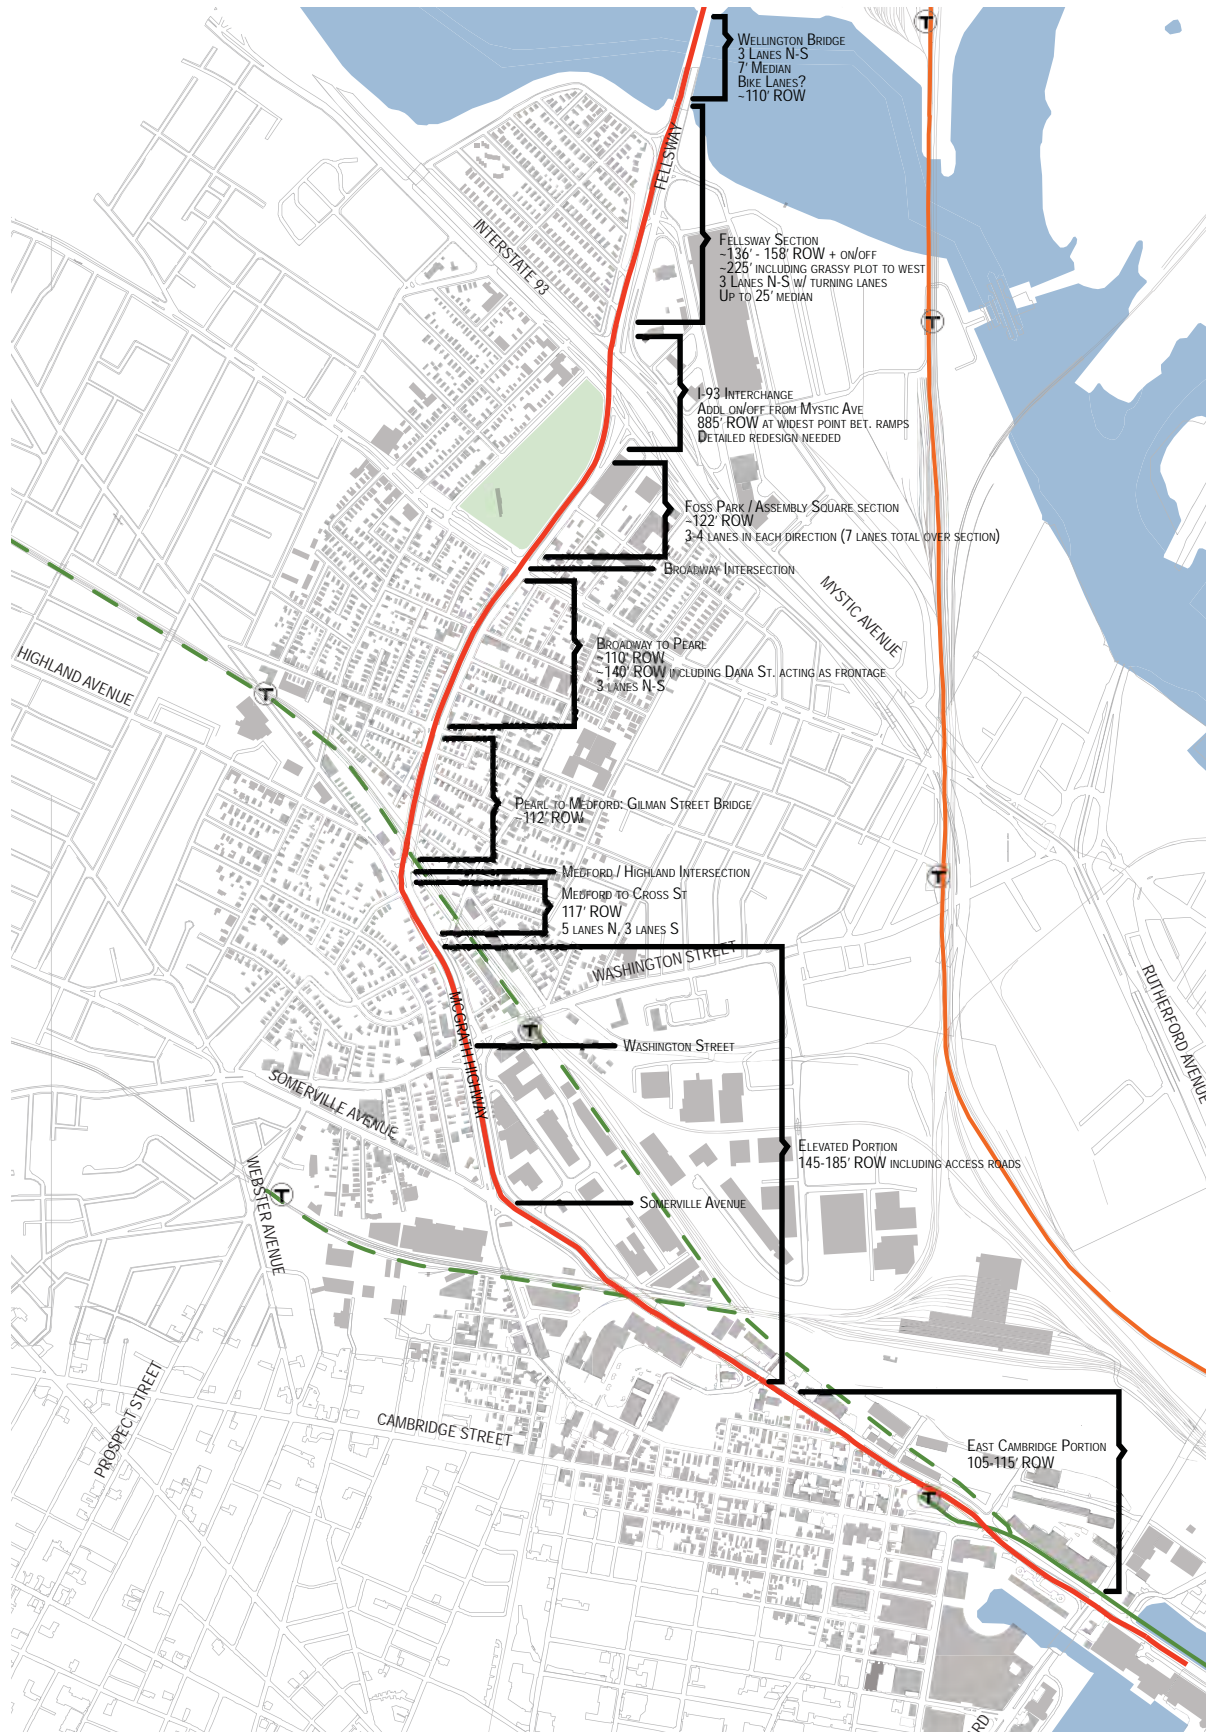 T
WELLINGTON BRIDGE
3 LANES N-S
7' MEDIAN
BIKE LANES?
~110' ROW
FELLSWAY
INTERSTATE 93
FELLSWAY SECTION
~136' - 158' ROW + ON/OFF
~225' INCLUDING GRASSY PLOT TO WEST
3 LANES N-S W/ TURNING LANES
UP TO 25' MEDIAN
T
I-93 INTERCHANGE
ADDL ON/OFF FROM MYSTIC AVE
885' ROW AT WIDEST POINT BET. RAMPS
DETAILED REDESIGN NEEDED
FOSS PARK / ASSEMBLY SQUARE SECTION
~122' ROW
3-4 LANES IN EACH DIRECTION (7 LANES TOTAL OVER SECTION)
BROADWAY INTERSECTION
MYSTIC AVENUE
BROADWAY TO PEARL
~110' ROW
~140' ROW INCLUDING DANA ST. ACTING AS FRONTAGE
3 LANES N-S
HIGHLAND AVENUE
T
PEARL TO MEDFORD: GILMAN STREET BRIDGE
~112' ROW
MEDFORD / HIGHLAND INTERSECTION
T
MEDFORD TO CROSS ST
117' ROW
5 LANES N, 3 LANES S
WASHINGTON STREET
RUTHERFORD AVENUE
MCGRATH HIGHWAY
T
WASHINGTON STREET
SOMERVILLE AVENUE
ELEVATED PORTION
145-185' ROW INCLUDING ACCESS ROADS
WEBSTER AVENUE
T
SOMERVILLE AVENUE
PROSPECT STREET
CAMBRIDGE STREET
EAST CAMBRIDGE PORTION
105-115' ROW
T
RD